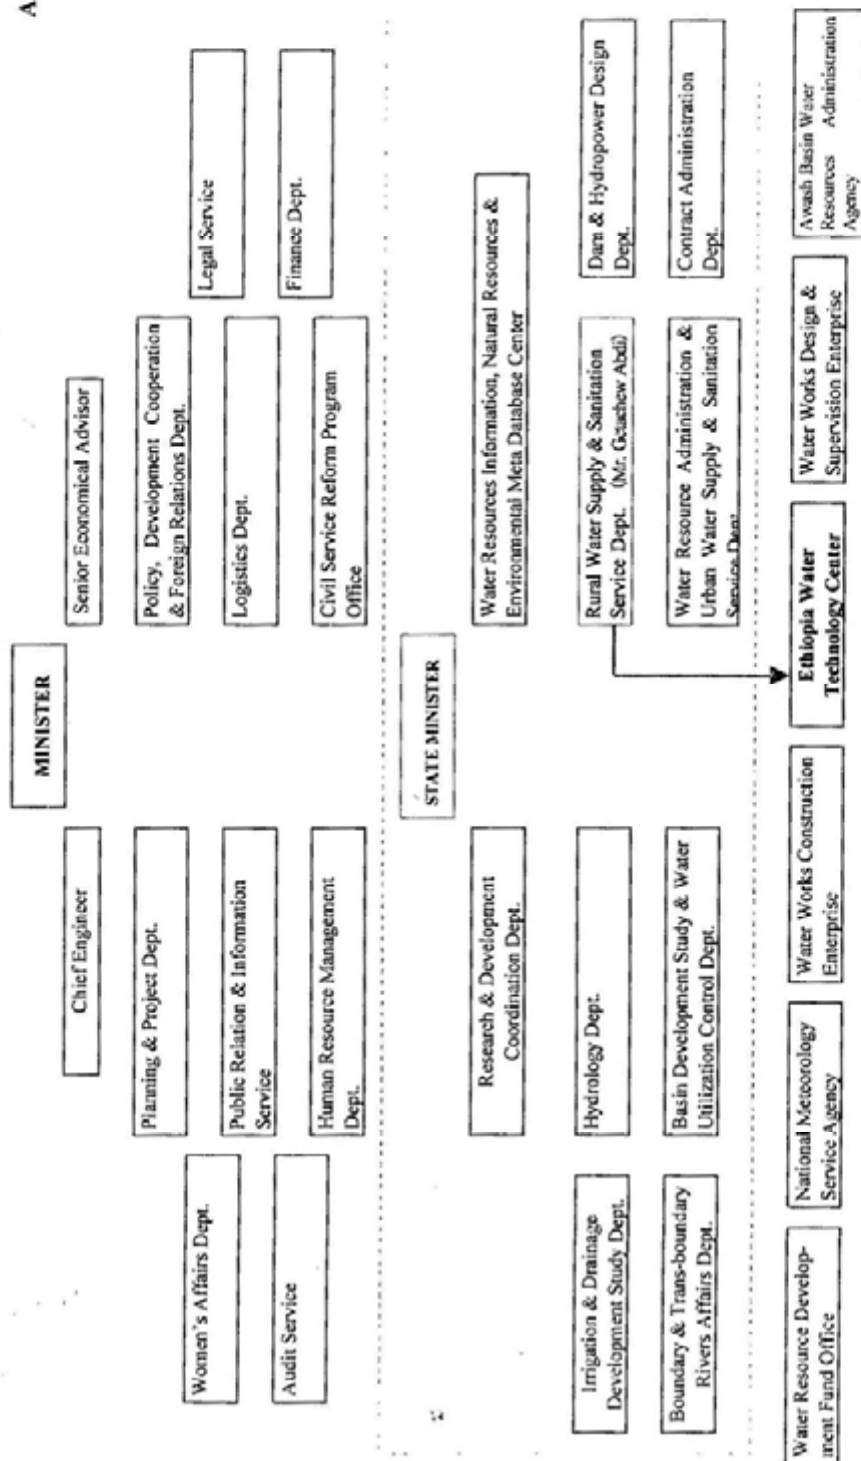 A
MINISTER
Chief Engineer
Senior Economical Advisor
Planning & Project Dept.
Policy, Development Cooperation
& Foreign Relations Dept.
Women's Affairs Dept.
Legal Service
Public Relation & Information
Service
Logistics Dept.
Audit Service
Finance Dept.
Human Resource Management
Dept.
Civil Service Reform Program
Office
STATE MINISTER
Research & Development
Coordination Dept.
Water Resources Information, Natural Resources &
Environmental Meta Database Center
Irrigation & Drainage
Development Study Dept.
Hydrology Dept.
Rural Water Supply & Sanitation
Service Dept. (Mr. Getachew Abdi)
Dam & Hydropower Design
Dept.
Boundary & Trans-boundary
Rivers Affairs Dept.
Basin Development Study & Water
Utilization Control Dept.
Water Resource Administration &
Urban Water Supply & Sanitation
Service Dept.
Contract Administration
Dept.
Water Resource Develop-
ment Fund Office
National Meteorology
Service Agency
Water Works Construction
Enterprise
Ethiopia Water
Technology Center
Water Works Design &
Supervision Enterprise
Awash Basin Water
Resources Administration
Agency